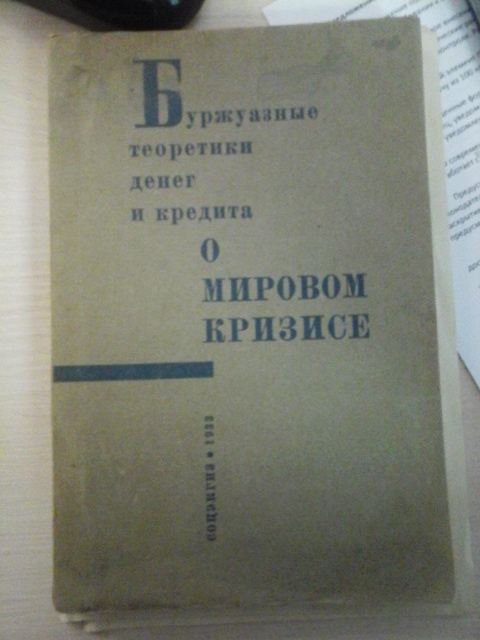 Буржуазные
теоретики
денег
и кредита
О
МИРОВОМ
КРИЗИСЕ
соцэкгиз • 1933